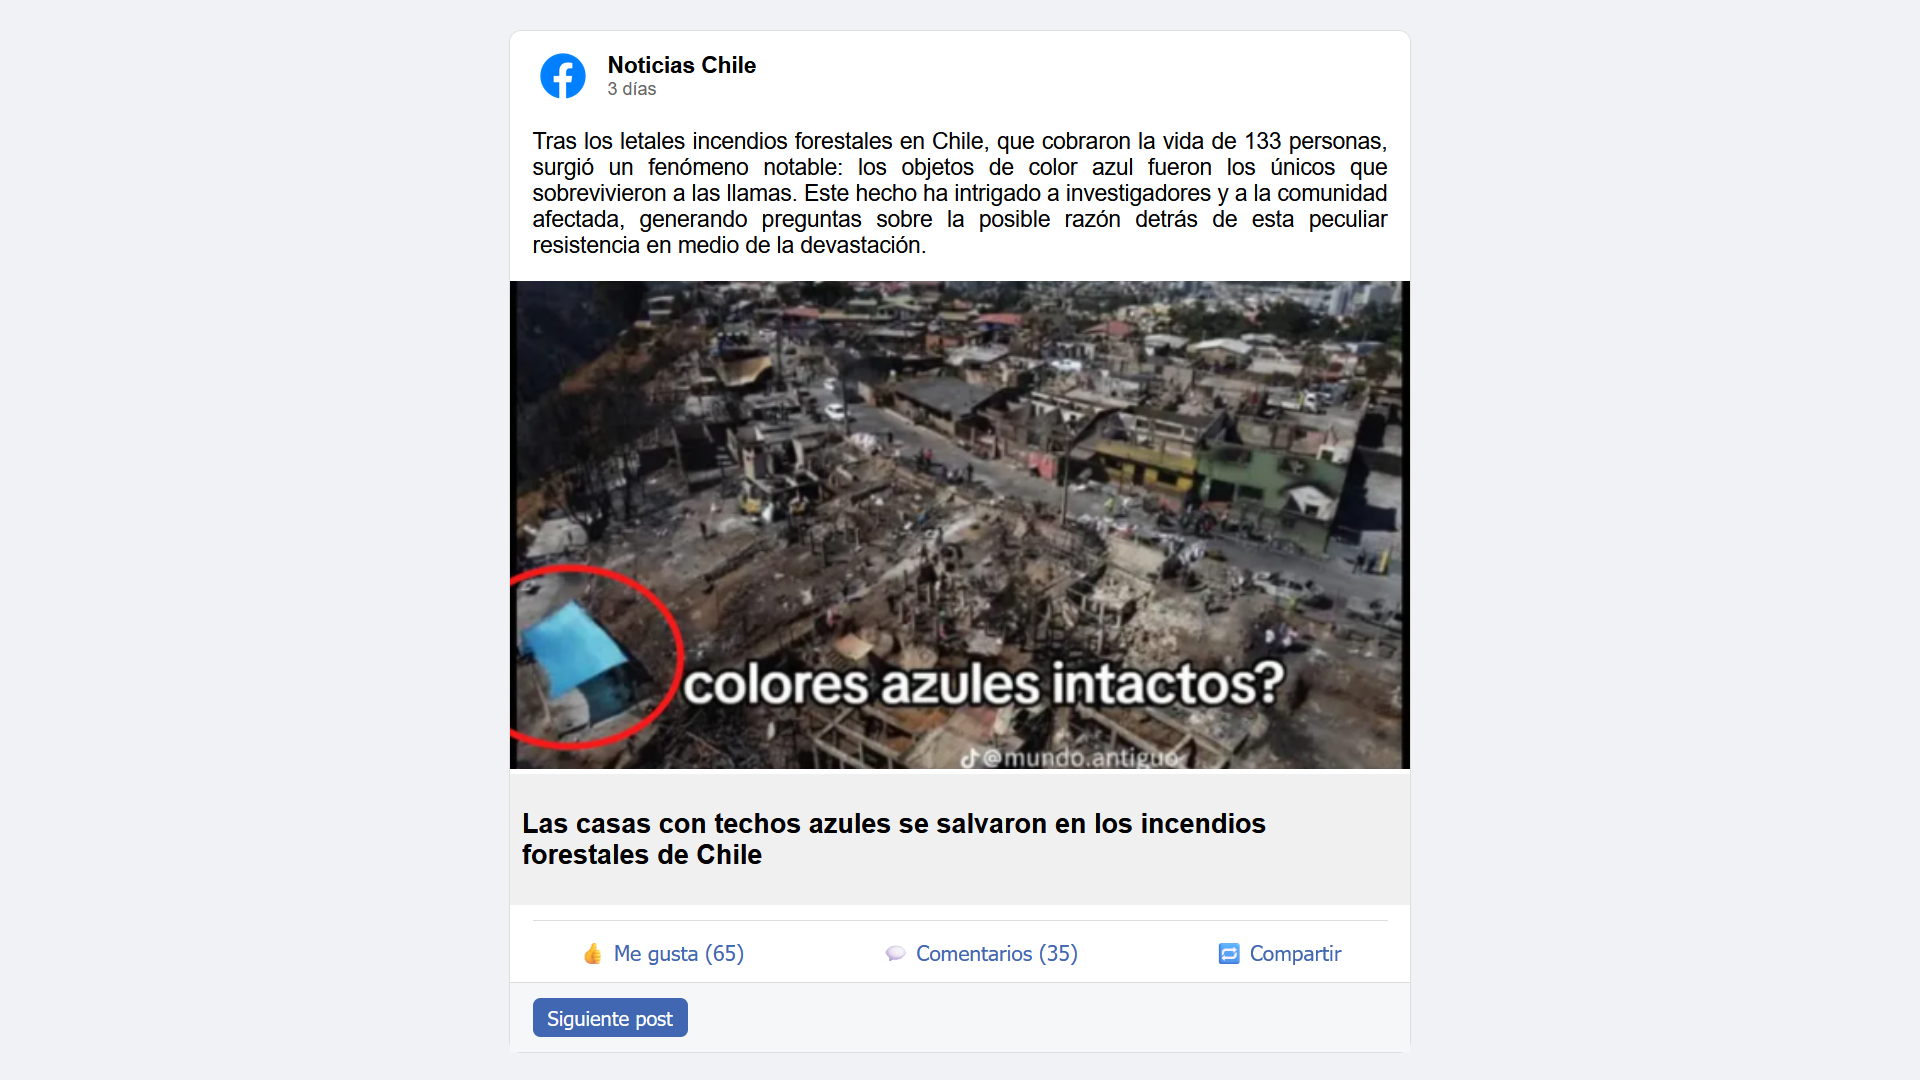 Noticias Chile
3 días
Tras los letales incendios forestales en Chile, que cobraron la vida de 133 personas,
surgió un fenómeno notable: los objetos de color azul fueron los únicos que
sobrevivieron a las llamas. Este hecho ha intrigado a investigadores y a la comunidad
afectada, generando preguntas sobre la posible razón detrás de esta peculiar
resistencia en medio de la devastación.
colores azules intactos?
@mundo.antiguo
Las casas con techos azules se salvaron en los incendios
forestales de Chile
Me gusta (65)
Comentarios (35)
Compartir
Siguiente post